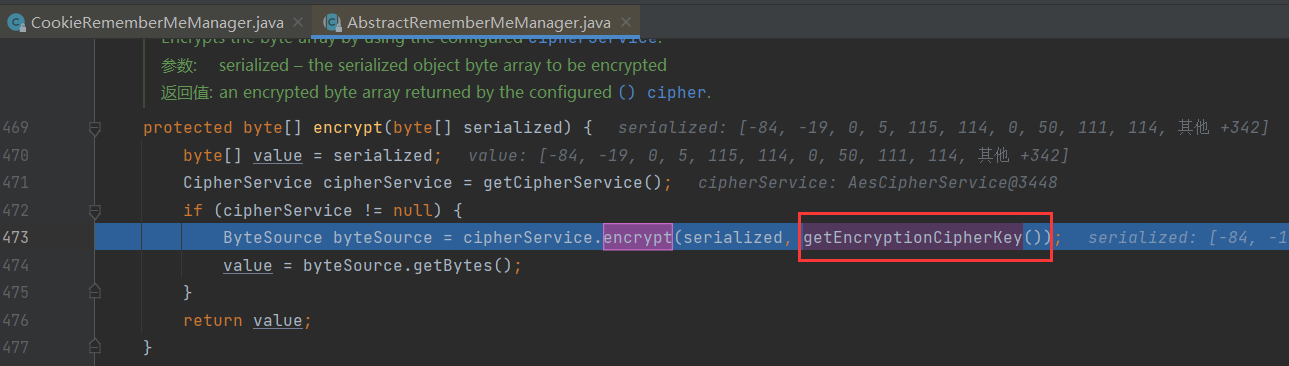 CookieRememberMeManager.java × AbstractRememberMeManager.java ×
Encrypts the byte array by using the configured CipherService.
参数: serialized – the serialized object byte array to be encrypted
返回值: an encrypted byte array returned by the configured () cipher.
469 protected byte[] encrypt(byte[] serialized) { serialized: [-84, -19, 0, 5, 115, 114, 0, 50, 111, 114, 其他 +342]
470 byte[] value = serialized; value: [-84, -19, 0, 5, 115, 114, 0, 50, 111, 114, 其他 +342]
471 CipherService cipherService = getCipherService(); cipherService: AesCipherService@3448
472 if (cipherService != null) {
473 ByteSource byteSource = cipherService.encrypt(serialized, getEncryptionCipherKey()); serialized: [-84, -1
474 value = byteSource.getBytes();
475 }
476 return value;
477 }